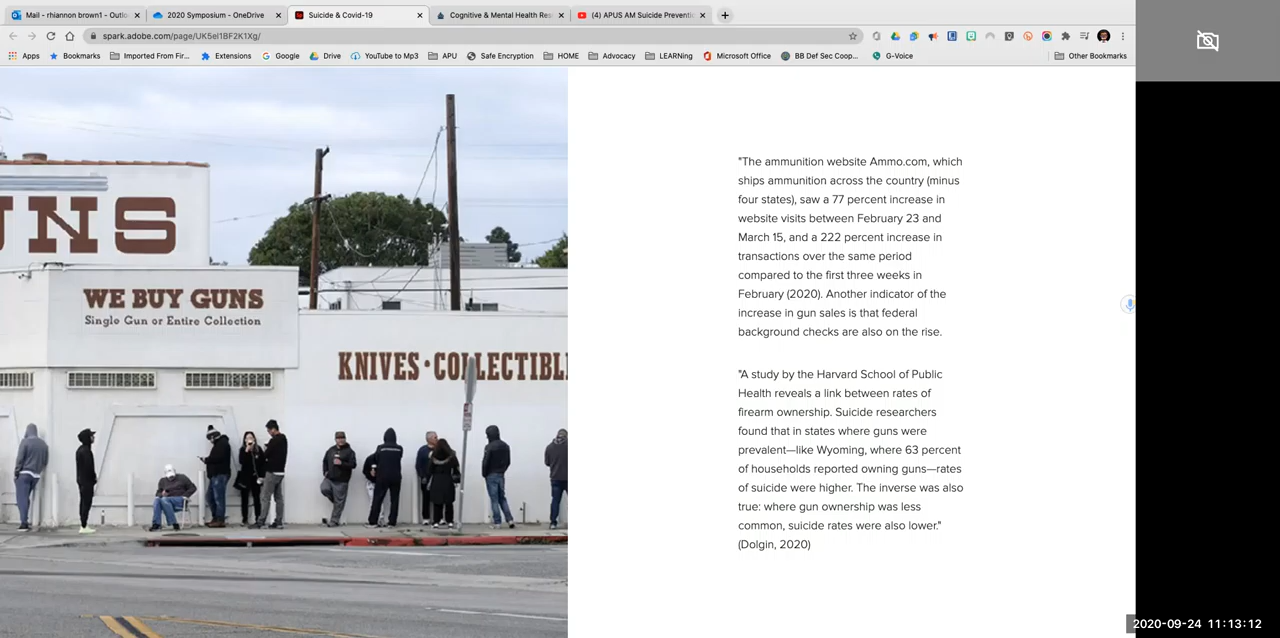 Mail - rhiannon brown1 - Outlo
2020 Symposium - OneDrive
Suicide & Covid-19
Cognitive & Mental Health Res
(4) APUS AM Suicide Preventi
spark.adobe.com/page/UK5eI1BF2K1Xg/
Apps
Bookmarks
Imported From Fir...
Extensions
Google
Drive
YouTube to Mp3
APU
Safe Encryption
HOME
Advocacy
LEARNing
Microsoft Office
BB Def Sec Coop...
G-Voice
Other Bookmarks
UNS
WE BUY GUNS
Single Gun or Entire Collection
KNIVES·COLLECTIBL
"The ammunition website Ammo.com, which
ships ammunition across the country (minus
four states), saw a 77 percent increase in
website visits between February 23 and
March 15, and a 222 percent increase in
transactions over the same period
compared to the first three weeks in
February (2020). Another indicator of the
increase in gun sales is that federal
background checks are also on the rise.
"A study by the Harvard School of Public
Health reveals a link between rates of
firearm ownership. Suicide researchers
found that in states where guns were
prevalent—like Wyoming, where 63 percent
of households reported owning guns—rates
of suicide were higher. The inverse was also
true: where gun ownership was less
common, suicide rates were also lower."
(Dolgin, 2020)
2020-09-24 11:13:12